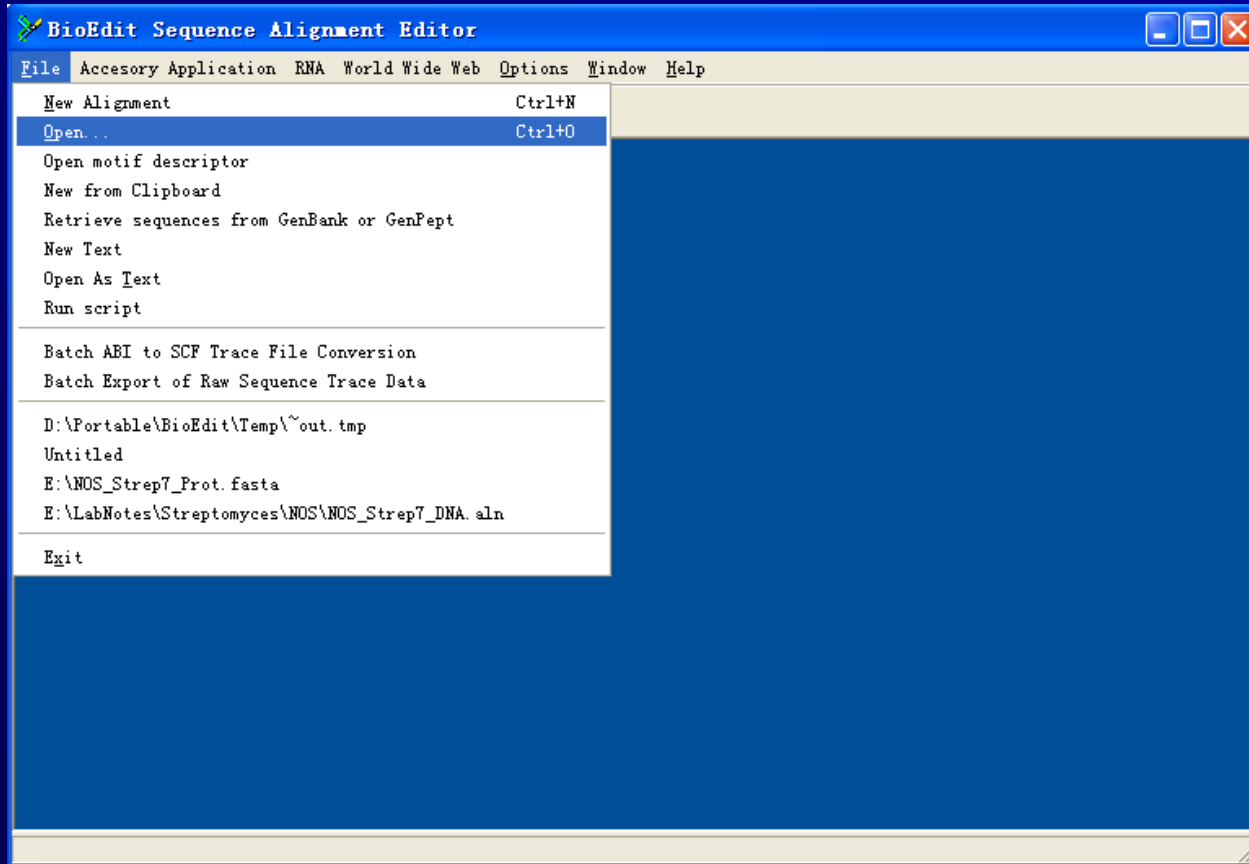 BioEdit Sequence Alignment Editor
File Accesory Application RNA World Wide Web Options Window Help
New Alignment Ctrl+N
Open... Ctrl+O
Open motif descriptor
New from Clipboard
Retrieve sequences from GenBank or GenPept
New Text
Open As Text
Run script
Batch ABI to SCF Trace File Conversion
Batch Export of Raw Sequence Trace Data
D:\Portable\BioEdit\Temp\~out.tmp
Untitled
E:\NOS_Strep7_Prot.fasta
E:\LabNotes\Streptomyces\NOS\NOS_Strep7_DNA.aln
Exit